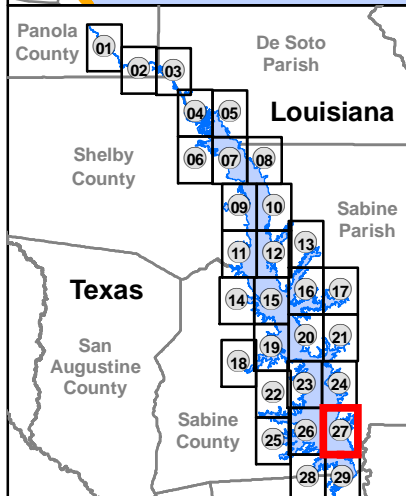 Panola
County
01
02
03
De Soto
Parish
04
05
Louisiana
Shelby
County
06
07
08
09
10
Sabine
Parish
11
12
13
Texas
14
15
16
17
San
Augustine
County
18
19
20
21
22
23
24
Sabine
County
25
26
27
28
29